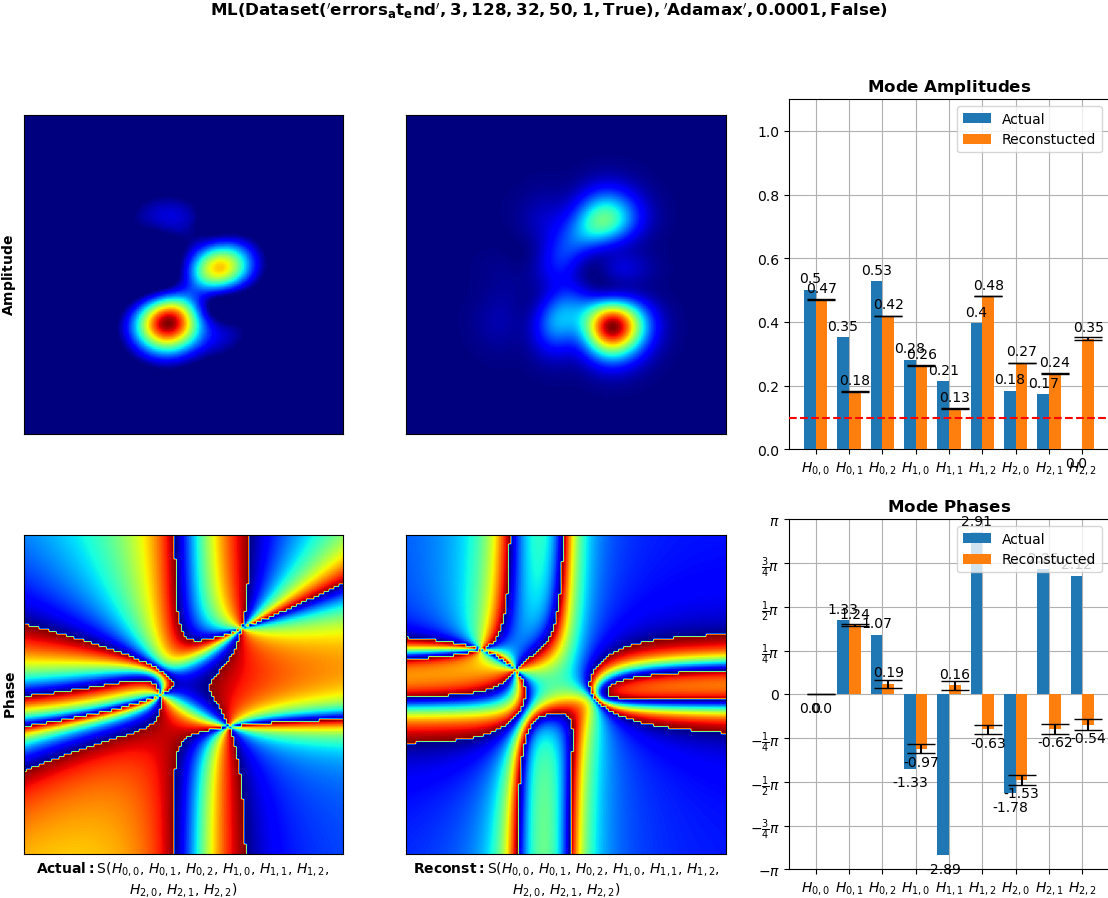 ML(Dataset('errors_at_end', 3, 128, 32, 50, 1, True), 'Adamax', 0.0001, False)
Amplitude
Mode Amplitudes
Actual
Reconstucted
1.0
0.8
0.6
0.4
0.2
0.0
0.5
0.47
0.35
0.18
0.53
0.42
0.28
0.26
0.21
0.13
0.4
0.48
0.18
0.27
0.17
0.24
0.0
0.35
H0,0 H0,1 H0,2 H1,0 H1,1 H1,2 H2,0 H2,1 H2,2
Phase
Actual: S(H0,0, H0,1, H0,2, H1,0, H1,1, H1,2,
H2,0, H2,1, H2,2)
Reconst: S(H0,0, H0,1, H0,2, H1,0, H1,1, H1,2,
H2,0, H2,1, H2,2)
Mode Phases
Actual
Reconstucted
π
3/4π
1/2π
1/4π
0
−1/4π
−1/2π
−3/4π
−π
0.0
0.0
1.33
1.24
1.07
0.19
-1.33
-0.97
-2.89
0.16
2.91
-0.63
-1.78
-1.53
-0.62
2.12
-0.54
H0,0 H0,1 H0,2 H1,0 H1,1 H1,2 H2,0 H2,1 H2,2